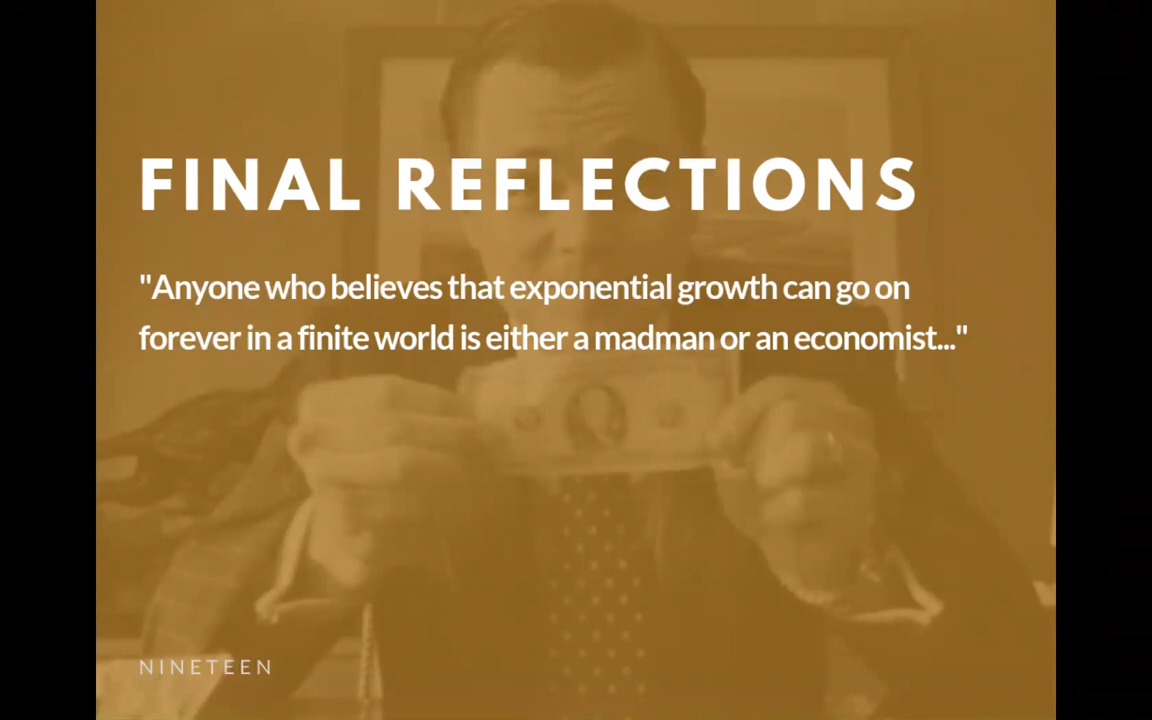 FINAL REFLECTIONS
"Anyone who believes that exponential growth can go on
forever in a finite world is either a madman or an economist..."
NINETEEN